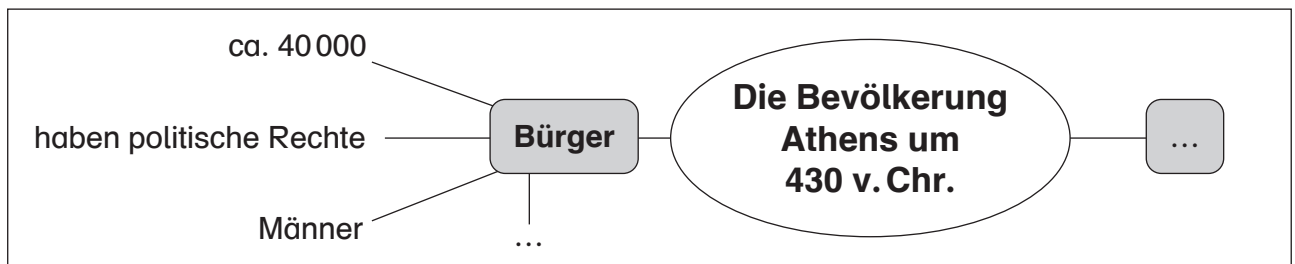 ca. 40 000
haben politische Rechte
Männer
Bürger
…
Die Bevölkerung
Athens um
430 v. Chr.
…